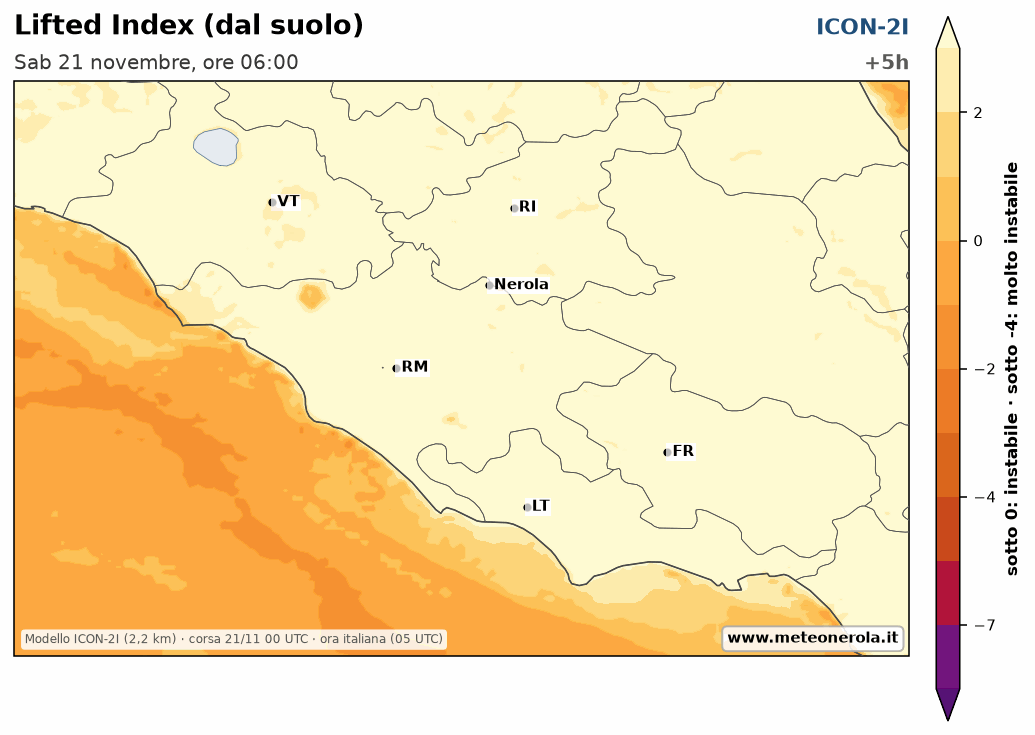 Lifted Index (dal suolo)
ICON-2I
Sab 21 novembre, ore 06:00
+5h
VT
RI
Nerola
RM
FR
LT
2
0
−2
−4
−7
sotto 0: instabile · sotto -4: molto instabile
Modello ICON-2I (2,2 km) · corsa 21/11 00 UTC · ora italiana (05 UTC)
www.meteonerola.it